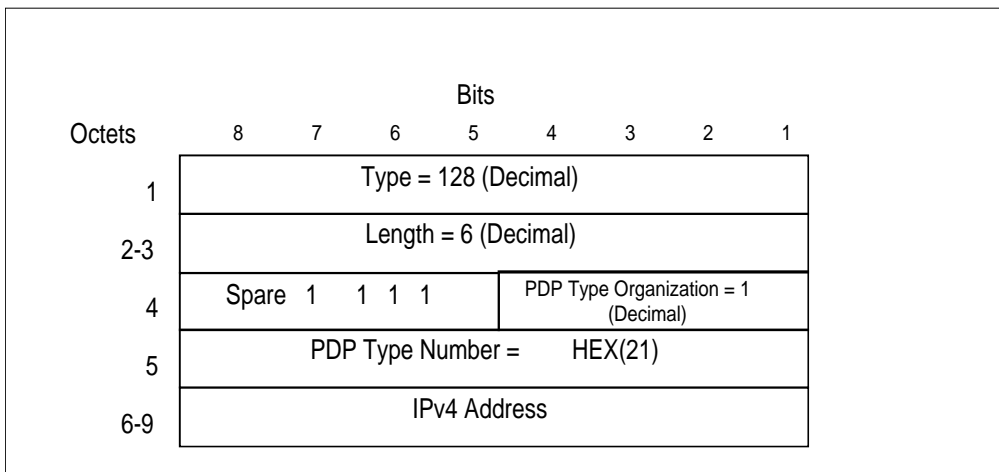 Bits
Octets 8 7 6 5 4 3 2 1
1 Type = 128 (Decimal)
2-3 Length = 6 (Decimal)
4 Spare 1 1 1 1 PDP Type Organization = 1
(Decimal)
5 PDP Type Number = HEX(21)
6-9 IPv4 Address